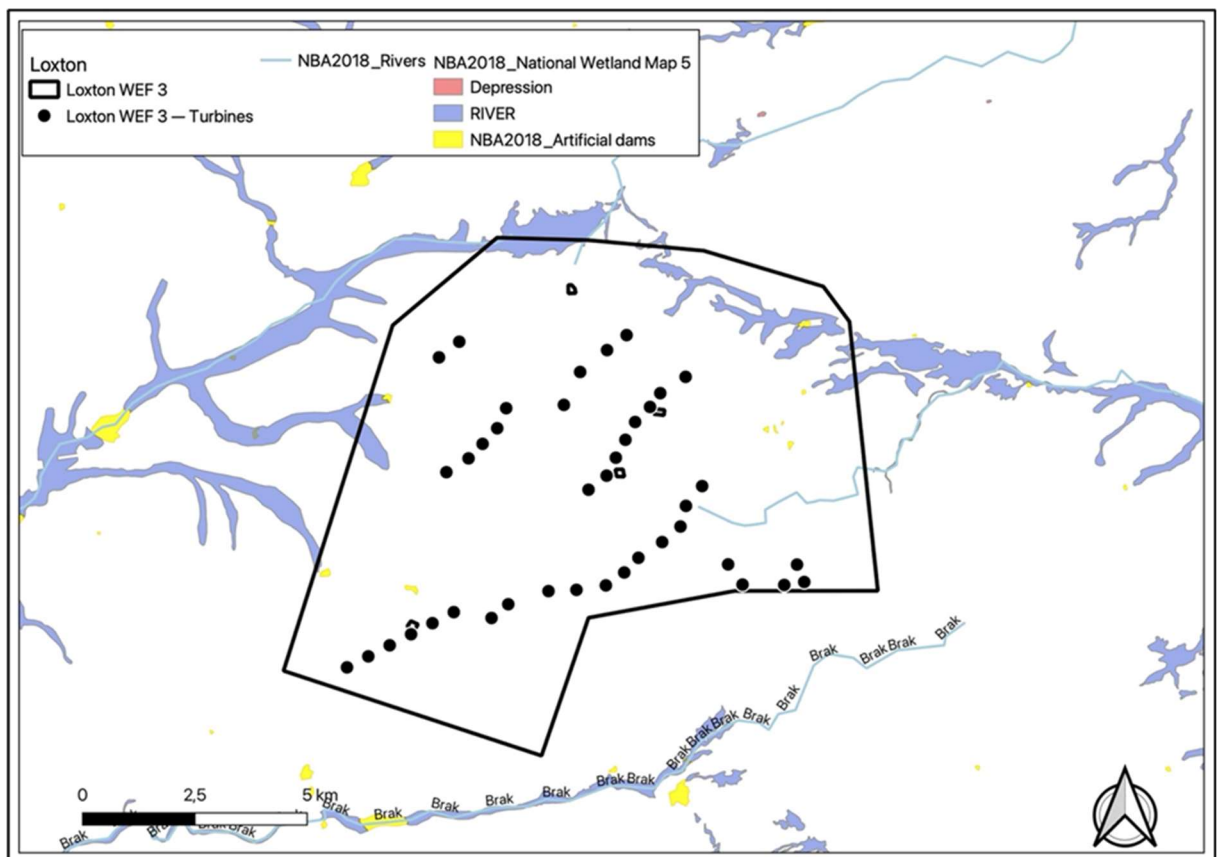 Loxton
Loxton WEF 3
Loxton WEF 3 — Turbines
NBA2018_Rivers
NBA2018_National Wetland Map 5
Depression
RIVER
NBA2018_Artificial dams
Brak
Brak Brak
Brak
Brak
Brak
Brak
Brak
Brak
Brak Brak
Brak
Brak
Brak
Brak
Brak
0 2,5 5 km
Brak
Brak